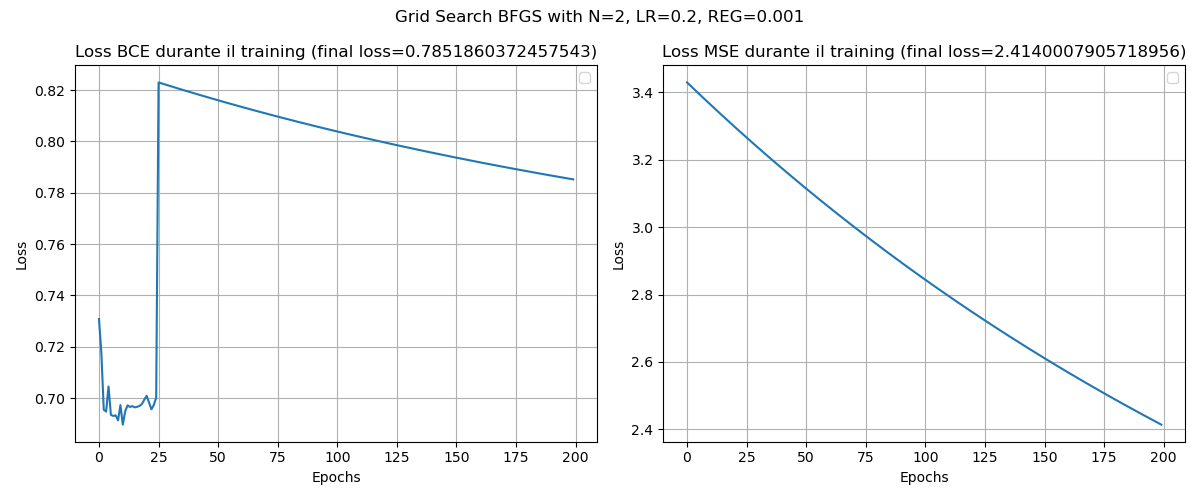 Grid Search BFGS with N=2, LR=0.2, REG=0.001
Loss BCE durante il training (final loss=0.7851860372457543)
0.82
0.80
0.78
0.76
0.74
0.72
0.70
Loss
0 25 50 75 100 125 150 175 200
Epochs
Loss MSE durante il training (final loss=2.4140007905718956)
3.4
3.2
3.0
2.8
2.6
2.4
Loss
0 25 50 75 100 125 150 175 200
Epochs